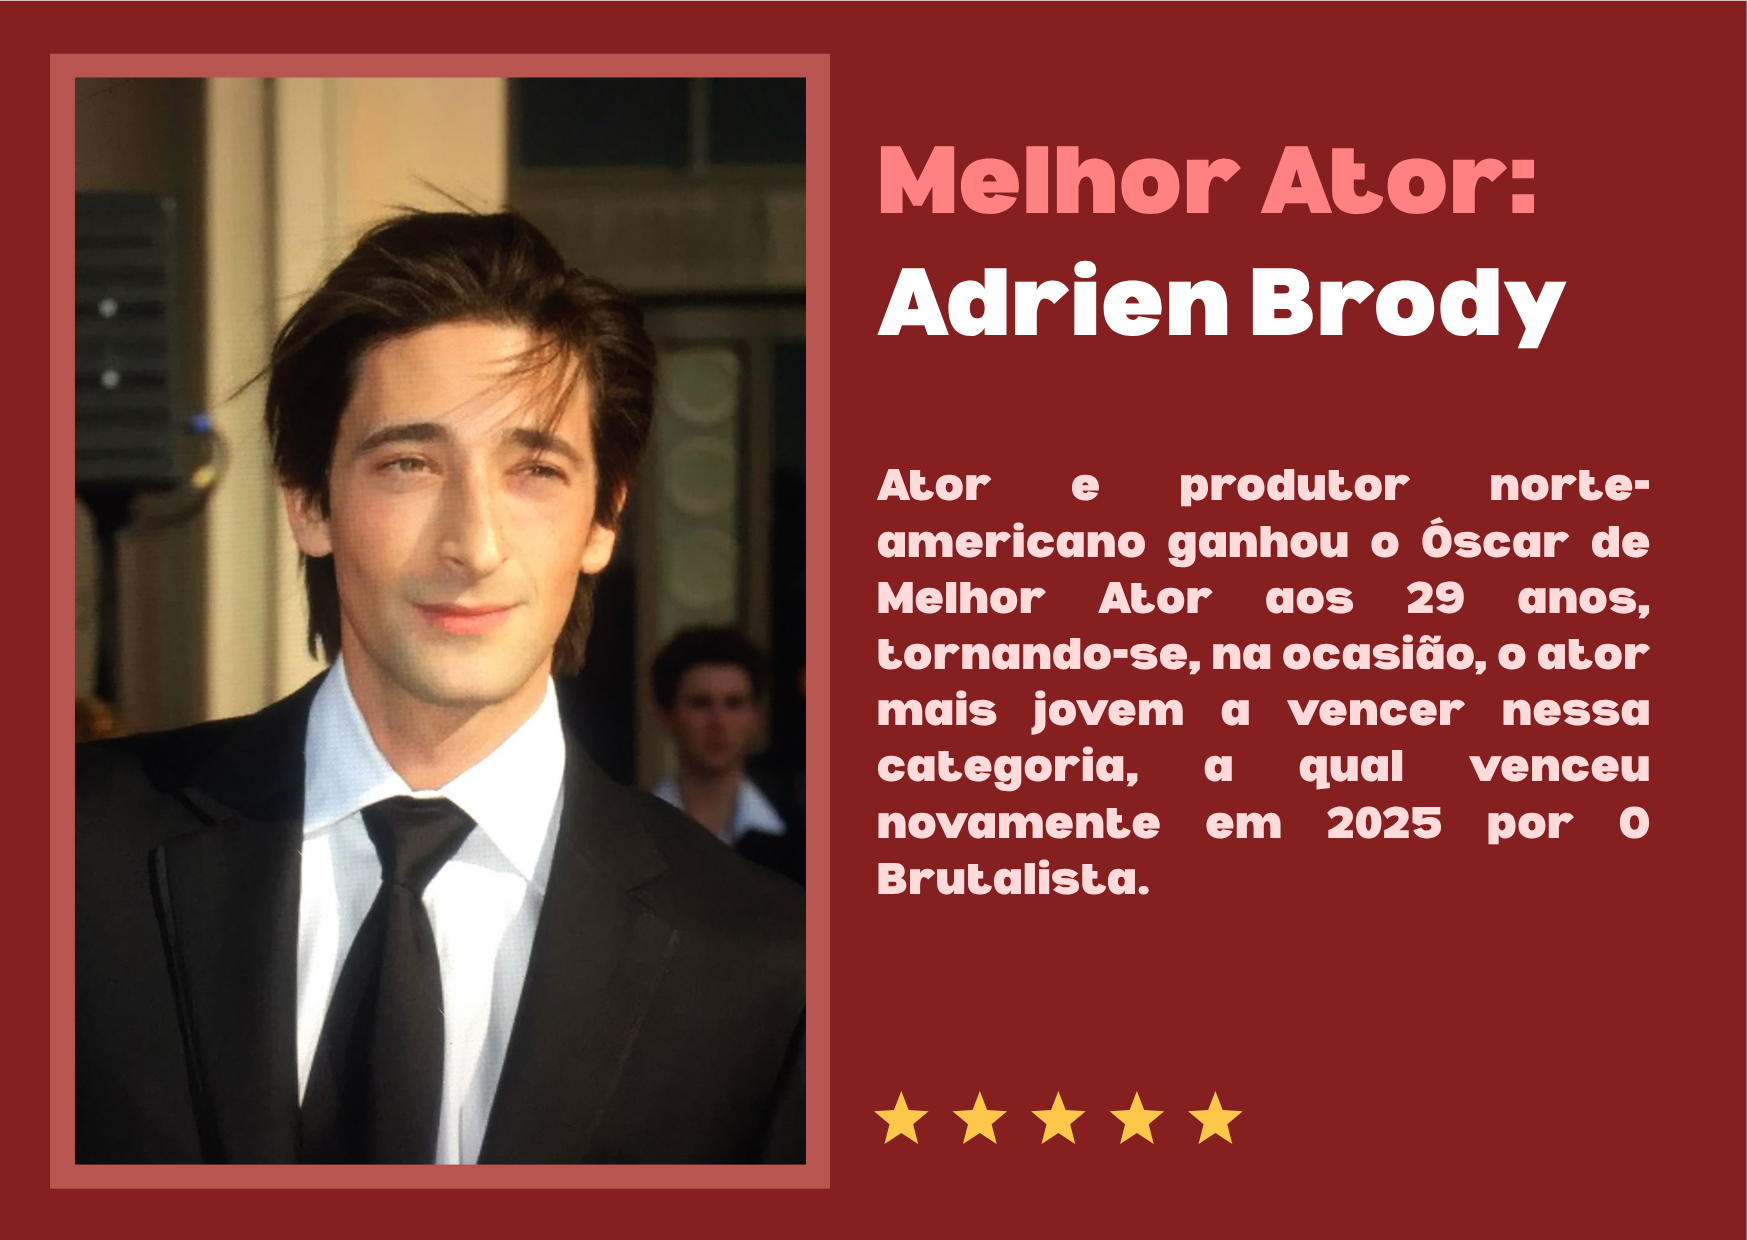 Melhor Ator:
Adrien Brody
Ator e produtor norte-
americano ganhou o Óscar de
Melhor Ator aos 29 anos,
tornando-se, na ocasião, o ator
mais jovem a vencer nessa
categoria, a qual venceu
novamente em 2025 por O
Brutalista.